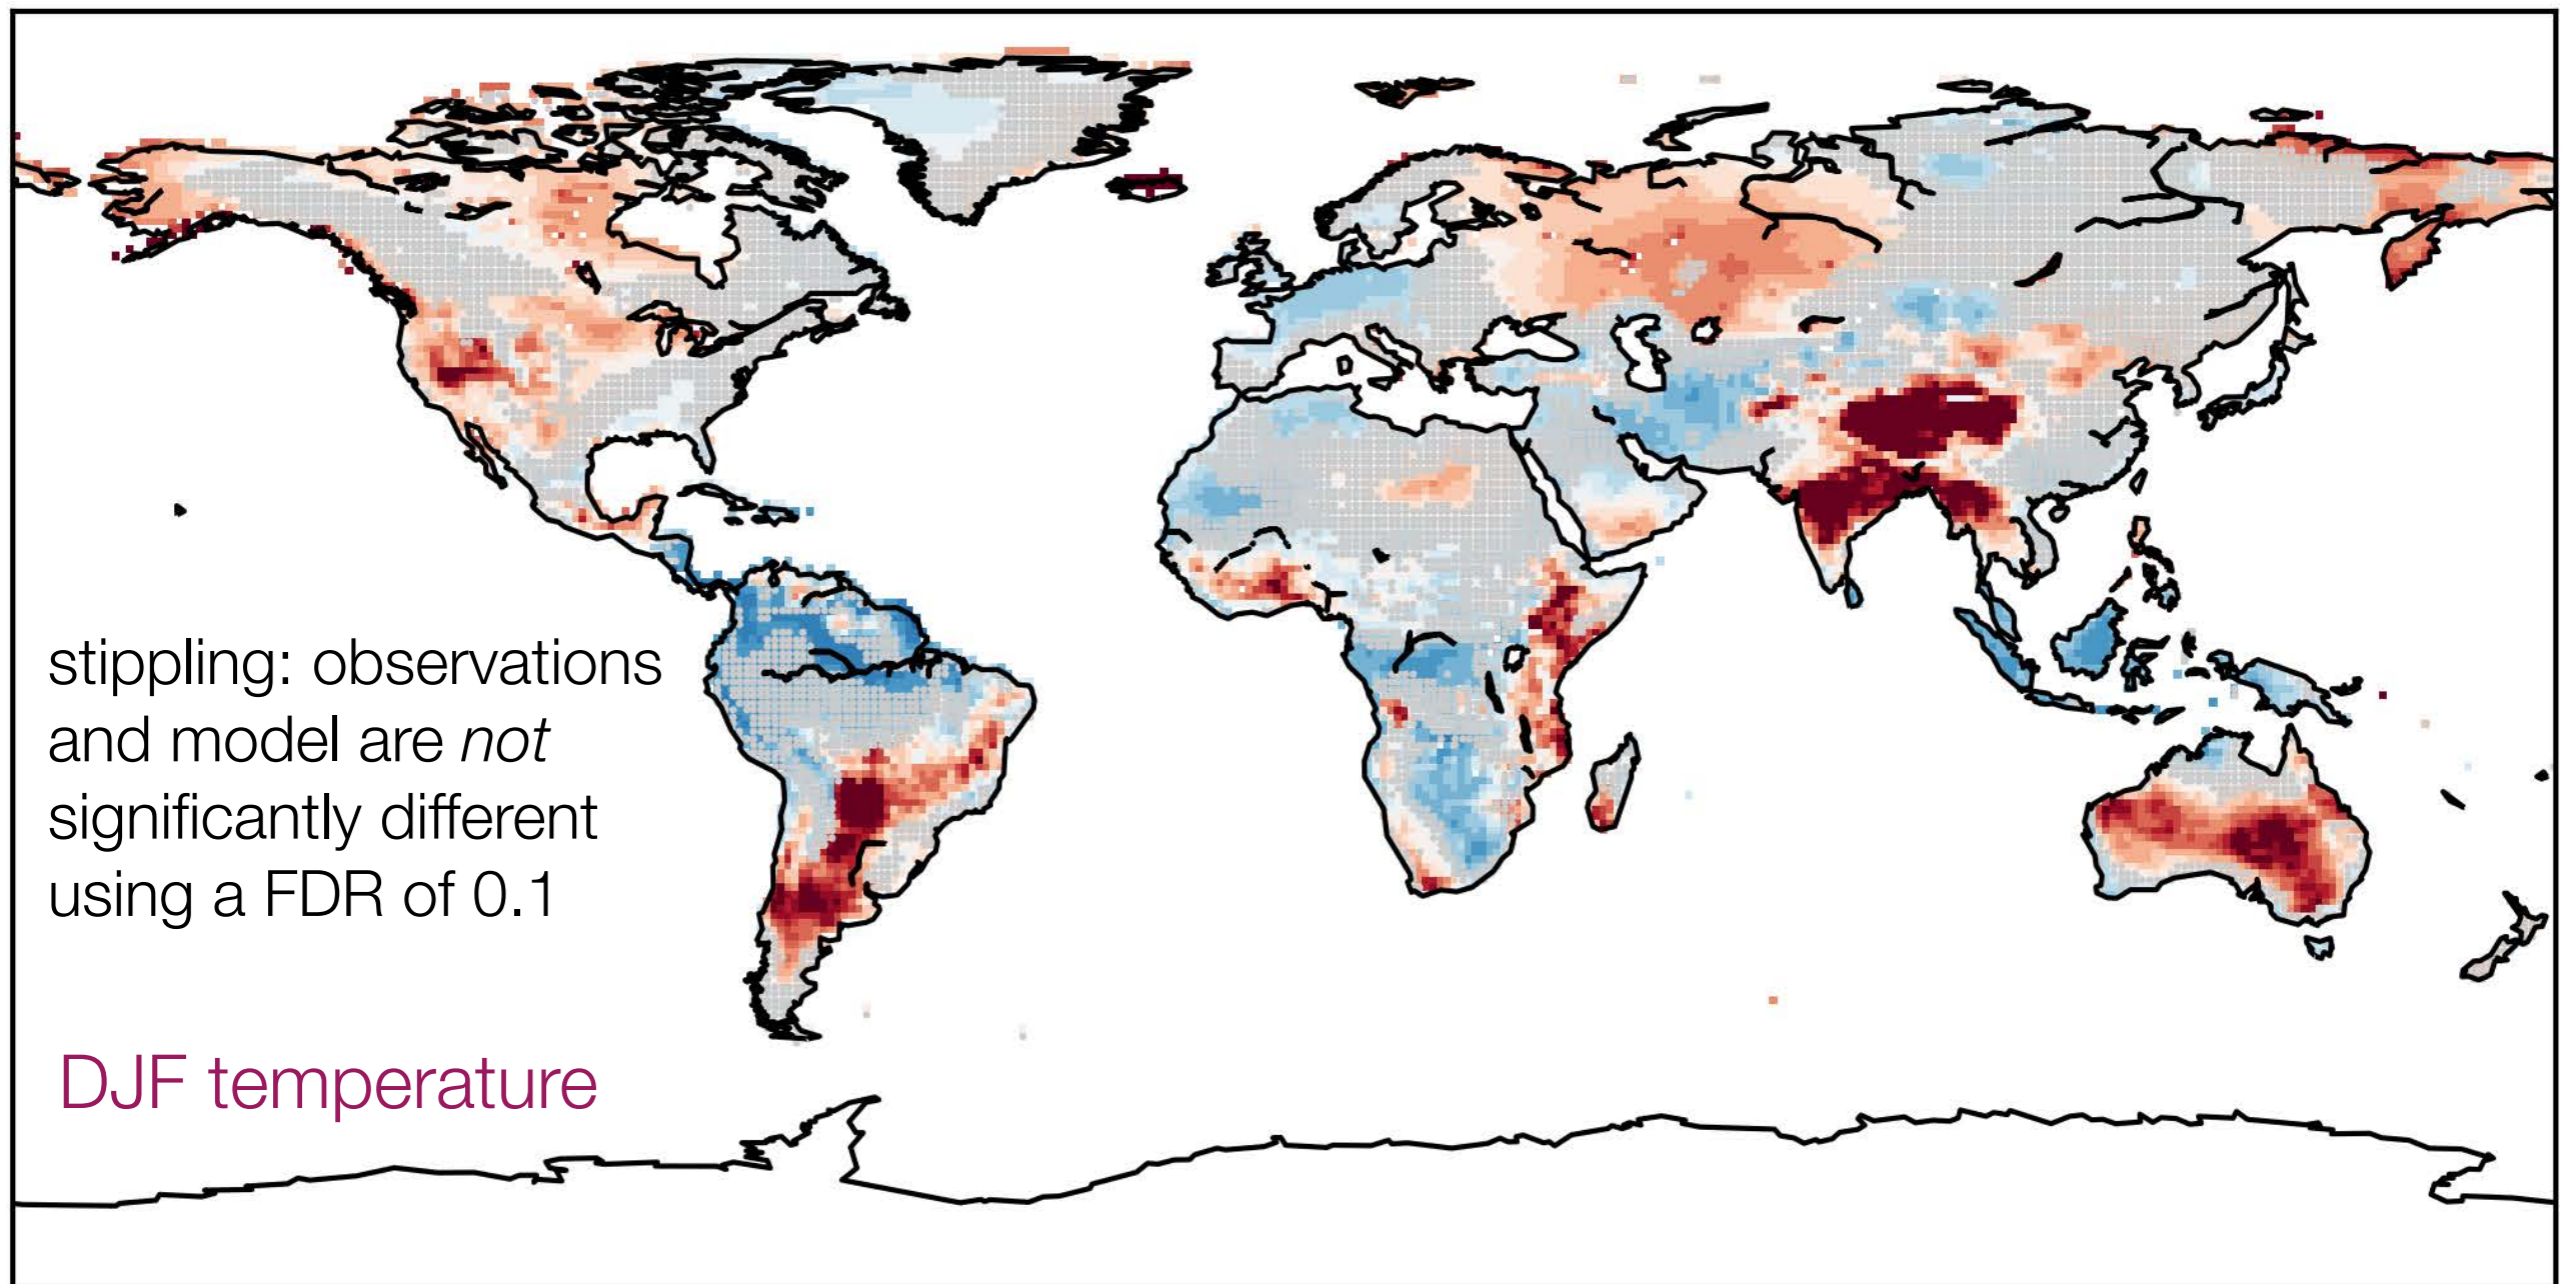 stippling: observations
and model are not
significantly different
using a FDR of 0.1
DJF temperature